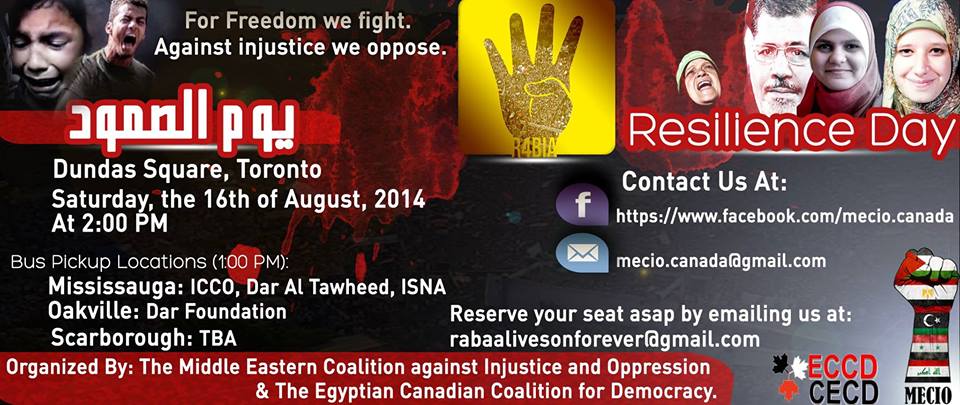 For Freedom we fight.
Against injustice we oppose.
يوم الصمود
Dundas Square, Toronto
Saturday, the 16th of August, 2014
At 2:00 PM
Bus Pickup Locations (1:00 PM):
Mississauga: ICCO, Dar Al Tawheed, ISNA
Oakville: Dar Foundation
Scarborough: TBA
R4BIA
Resilience Day
Contact Us At:
f
https://www.facebook.com/mecio.canada
mecio.canada@gmail.com
Reserve your seat asap by emailing us at:
rabaalivesonforever@gmail.com
Organized By: The Middle Eastern Coalition against Injustice and Oppression
& The Egyptian Canadian Coalition for Democracy.
ECCD
CECD
MECIO